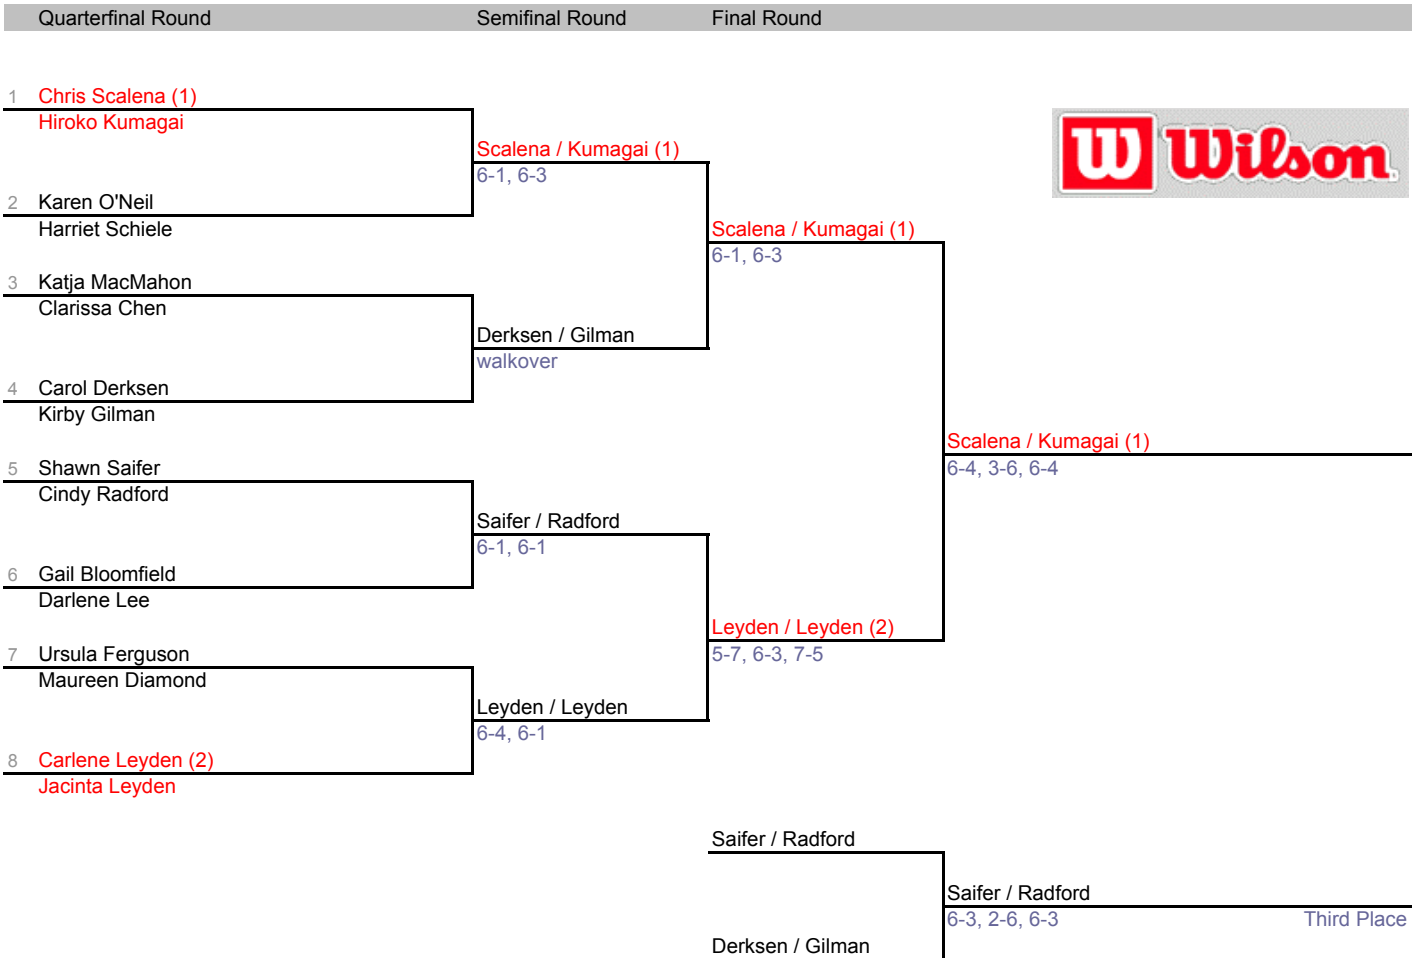 Quarterfinal Round Semifinal Round Final Round
1 Chris Scalena (1)
Hiroko Kumagai
Scalena / Kumagai (1)
6-1, 6-3
W Wilson
2 Karen O'Neil
Harriet Schiele
Scalena / Kumagai (1)
6-1, 6-3
3 Katja MacMahon
Clarissa Chen
Derksen / Gilman
walkover
4 Carol Derksen
Kirby Gilman
Scalena / Kumagai (1)
6-4, 3-6, 6-4
5 Shawn Saifer
Cindy Radford
Saifer / Radford
6-1, 6-1
6 Gail Bloomfield
Darlene Lee
Leyden / Leyden (2)
5-7, 6-3, 7-5
7 Ursula Ferguson
Maureen Diamond
Leyden / Leyden
6-4, 6-1
8 Carlene Leyden (2)
Jacinta Leyden
Saifer / Radford
Saifer / Radford
6-3, 2-6, 6-3 Third Place
Derksen / Gilman